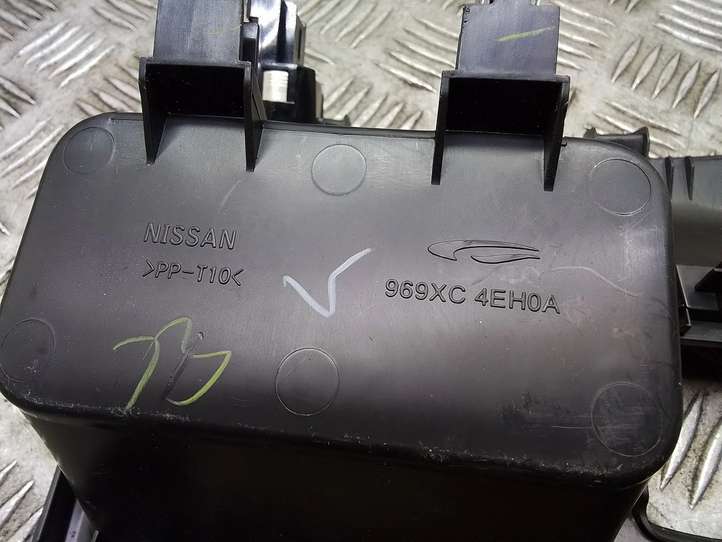 NISSAN
>PP-T10<
969XC 4EH0A